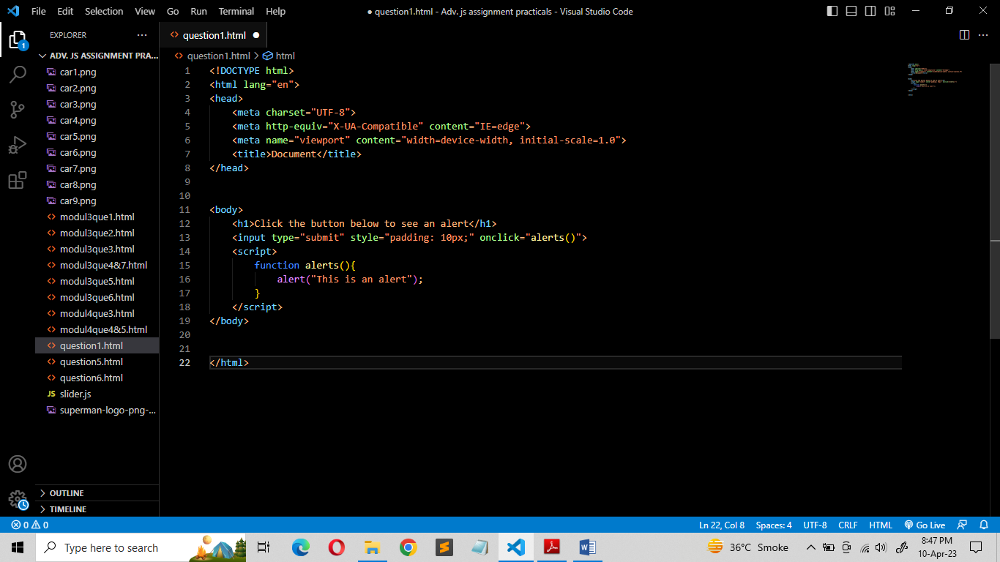 File Edit Selection View Go Run Terminal Help
● question1.html - Adv. js assignment practicals - Visual Studio Code
EXPLORER
ADV. JS ASSIGNMENT PRA...
car1.png
car2.png
car3.png
car4.png
car5.png
car6.png
car7.png
car8.png
car9.png
modul3que1.html
modul3que2.html
modul3que3.html
modul3que4&7.html
modul3que5.html
modul3que6.html
modul4que3.html
modul4que4&5.html
question1.html
question5.html
question6.html
JS slider.js
superman-logo-png-...
OUTLINE
TIMELINE
1
question1.html
question1.html > html
1 <!DOCTYPE html>
2 <html lang="en">
3 <head>
4     <meta charset="UTF-8">
5     <meta http-equiv="X-UA-Compatible" content="IE=edge">
6     <meta name="viewport" content="width=device-width, initial-scale=1.0">
7     <title>Document</title>
8 </head>
9
10
11 <body>
12     <h1>Click the button below to see an alert</h1>
13     <input type="submit" style="padding: 10px;" onclick="alerts()">
14     <script>
15         function alerts(){
16             alert("This is an alert");
17         }
18     </script>
19 </body>
20
21
22 </html>
0 0
Ln 22, Col 8 Spaces: 4 UTF-8 CRLF HTML Go Live
Type here to search
36°C Smoke
8:47 PM
10-Apr-23